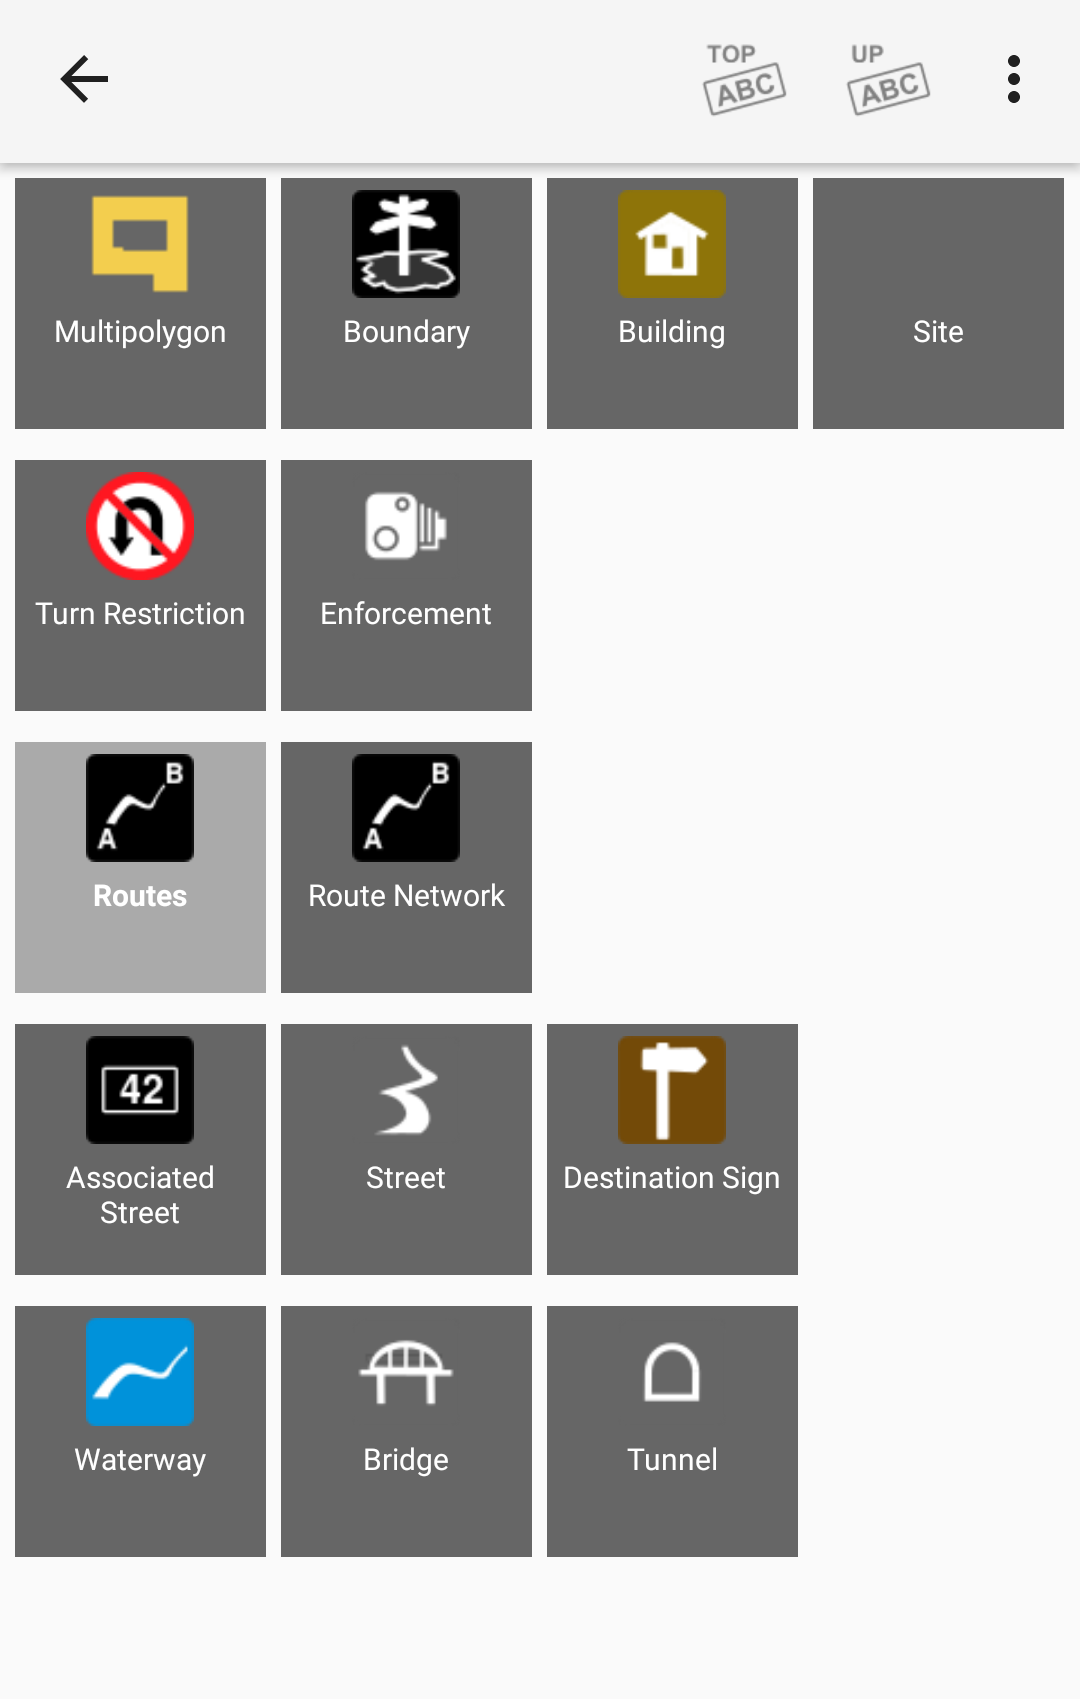 TOP
ABC
UP
ABC
Multipolygon
Boundary
Building
Site
Turn Restriction
Enforcement
A B
Routes
A B
Route Network
42
Associated
Street
Street
Destination Sign
Waterway
Bridge
Tunnel